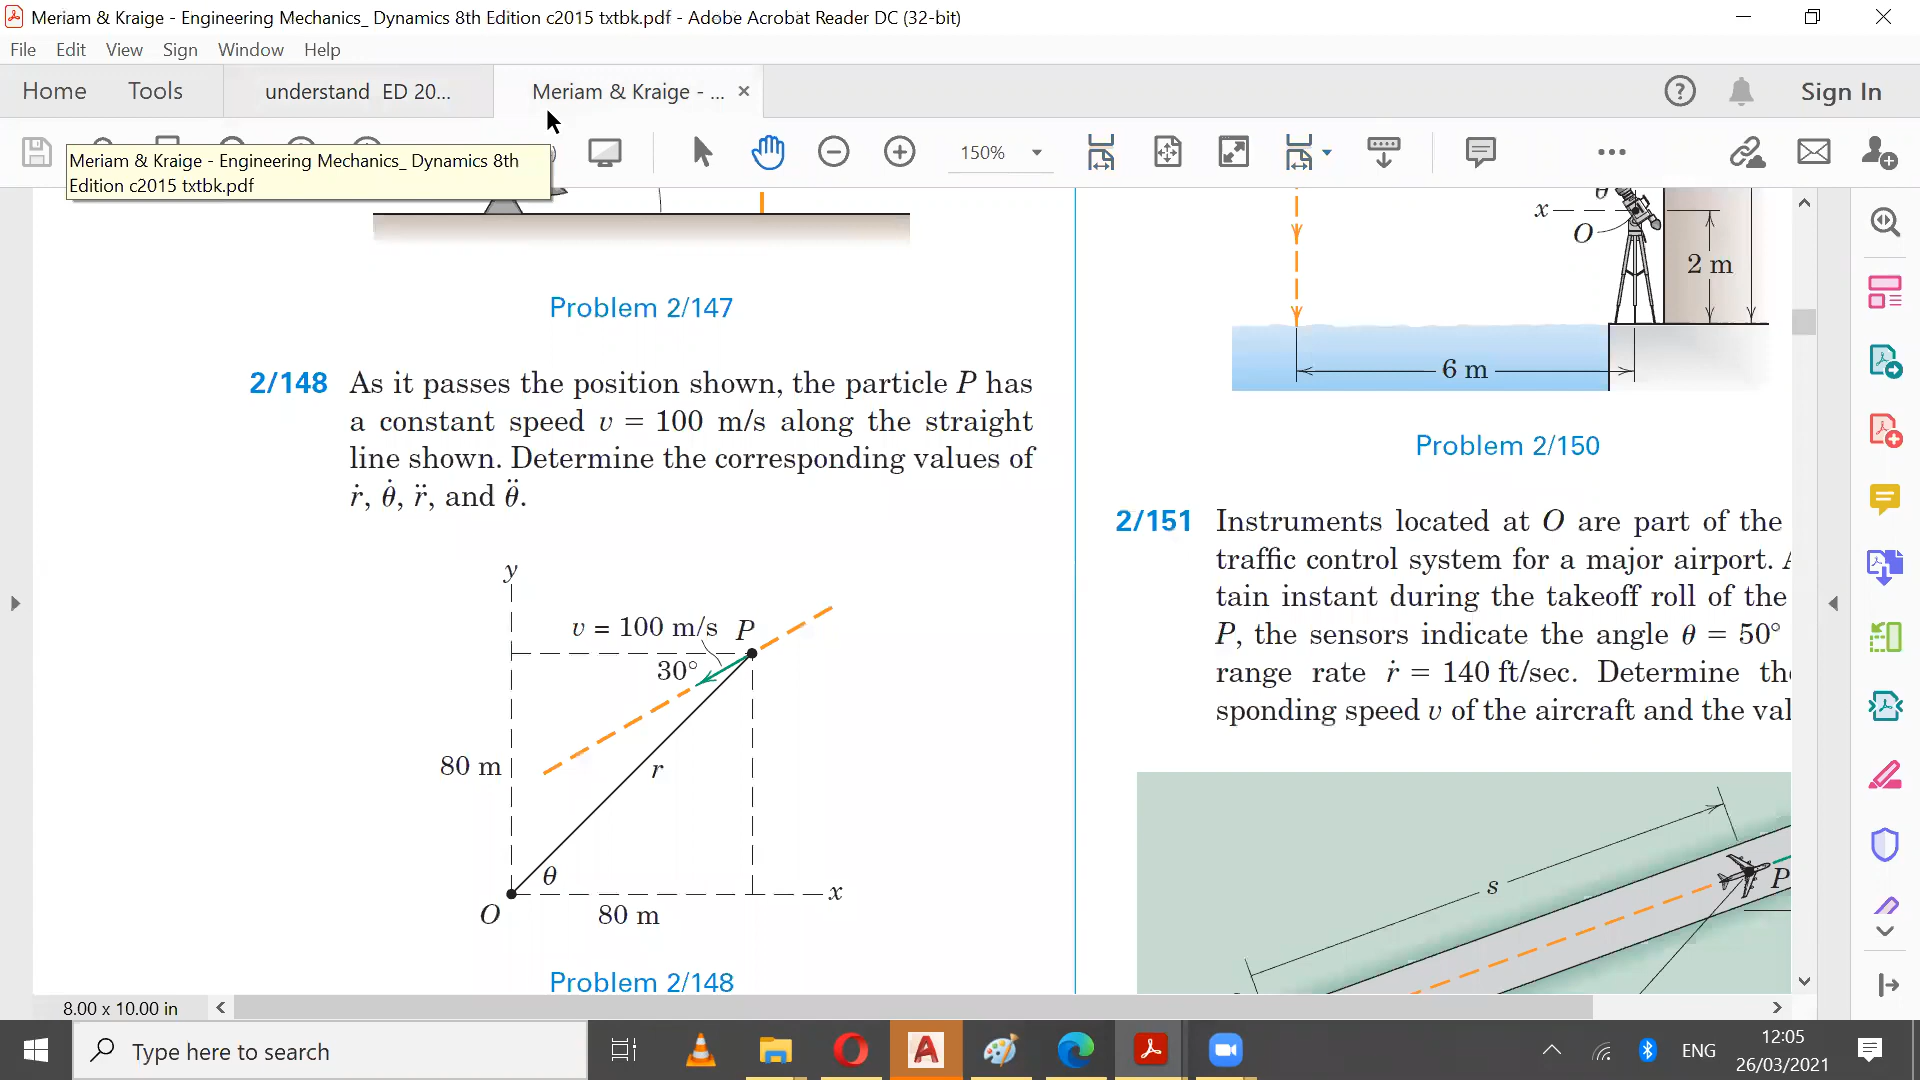 Meriam & Kraige - Engineering Mechanics_ Dynamics 8th Edition c2015 txtbk.pdf - Adobe Acrobat Reader DC (32-bit)
File Edit View Sign Window Help
Home Tools understand ED 20... Meriam & Kraige - ... × Sign In
150%
Meriam & Kraige - Engineering Mechanics_ Dynamics 8th
Edition c2015 txtbk.pdf
Problem 2/147
2/148 As it passes the position shown, the particle P has
a constant speed v = 100 m/s along the straight
line shown. Determine the corresponding values of
ṙ, θ̇, r̈, and θ̈.
y
v = 100 m/s P
30°
80 m
r
θ
x
O
80 m
Problem 2/148
θ
x
O
2 m
6 m
Problem 2/150
2/151 Instruments located at O are part of the
traffic control system for a major airport.
tain instant during the takeoff roll of the
P, the sensors indicate the angle θ = 50°
range rate ṙ = 140 ft/sec. Determine
sponding speed v of the aircraft and the
s
P
8.00 x 10.00 in
Type here to search
ENG
12:05
26/03/2021